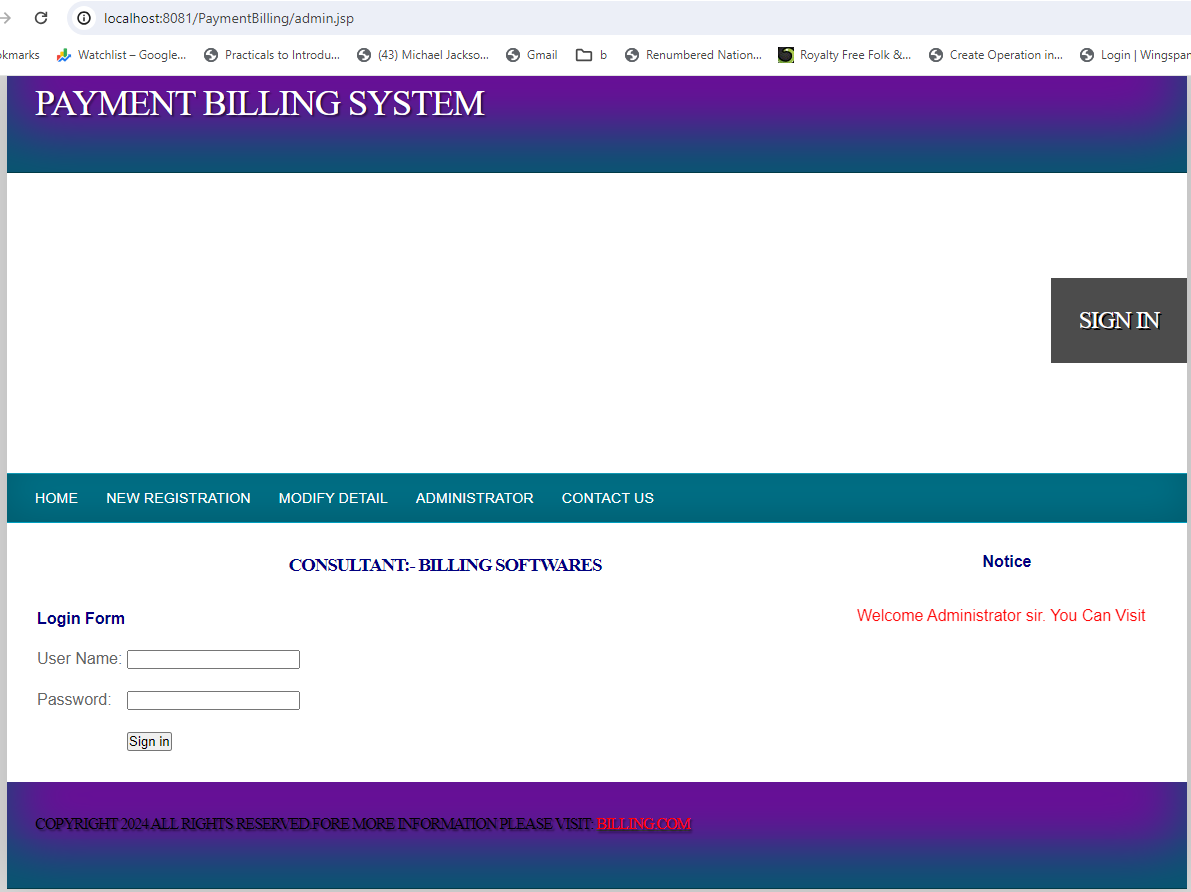 localhost:8081/PaymentBilling/admin.jsp
okmarks Watchlist – Google... Practicals to Introdu... (43) Michael Jackso... Gmail b Renumbered Nation... Royalty Free Folk &... Create Operation in... Login | Wingspan
PAYMENT BILLING SYSTEM
SIGN IN
HOME NEW REGISTRATION MODIFY DETAIL ADMINISTRATOR CONTACT US
CONSULTANT:- BILLING SOFTWARES
Notice
Login Form
Welcome Administrator sir. You Can Visit
User Name:
Password:
Sign in
COPYRIGHT 2024 ALL RIGHTS RESERVED.FORE MORE INFORMATION PLEASE VISIT: BILLING.COM